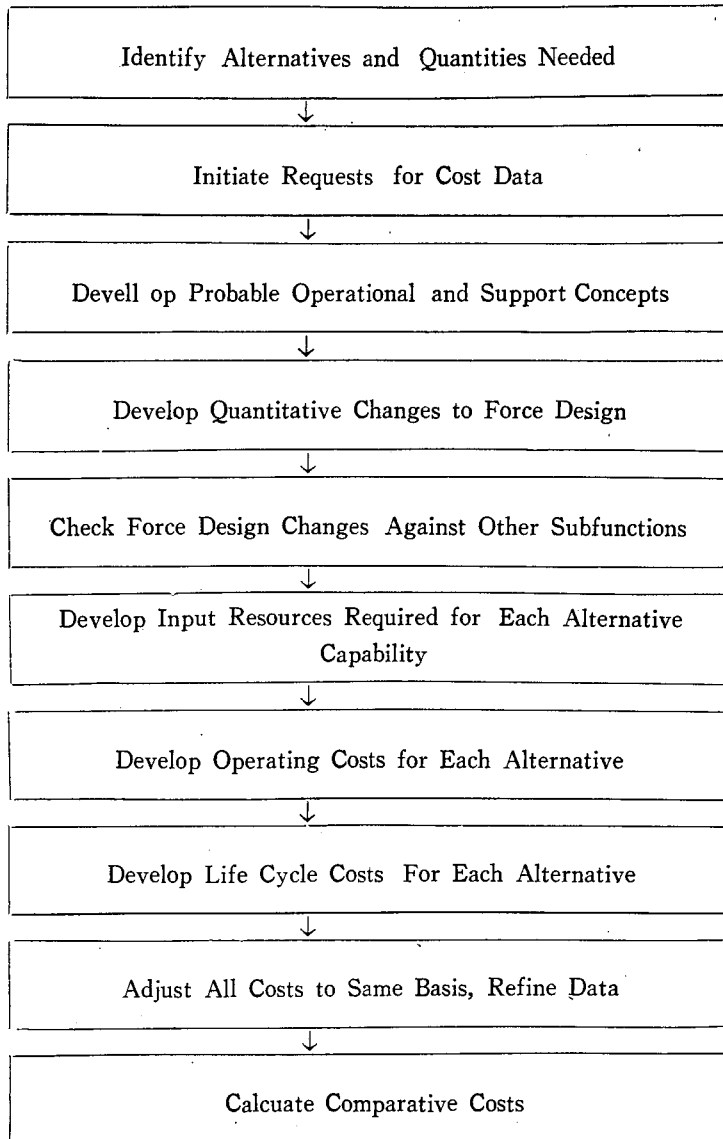 Identify Alternatives and Quantities Needed
Initiate Requests for Cost Data
Devell op Probable Operational and Support Concepts
Develop Quantitative Changes to Force Design
Check Force Design Changes Against Other Subfunctions
Develop Input Resources Required for Each Alternative
Capability
Develop Operating Costs for Each Alternative
Develop Life Cycle Costs For Each Alternative
Adjust All Costs to Same Basis, Refine Data
Calcuate Comparative Costs